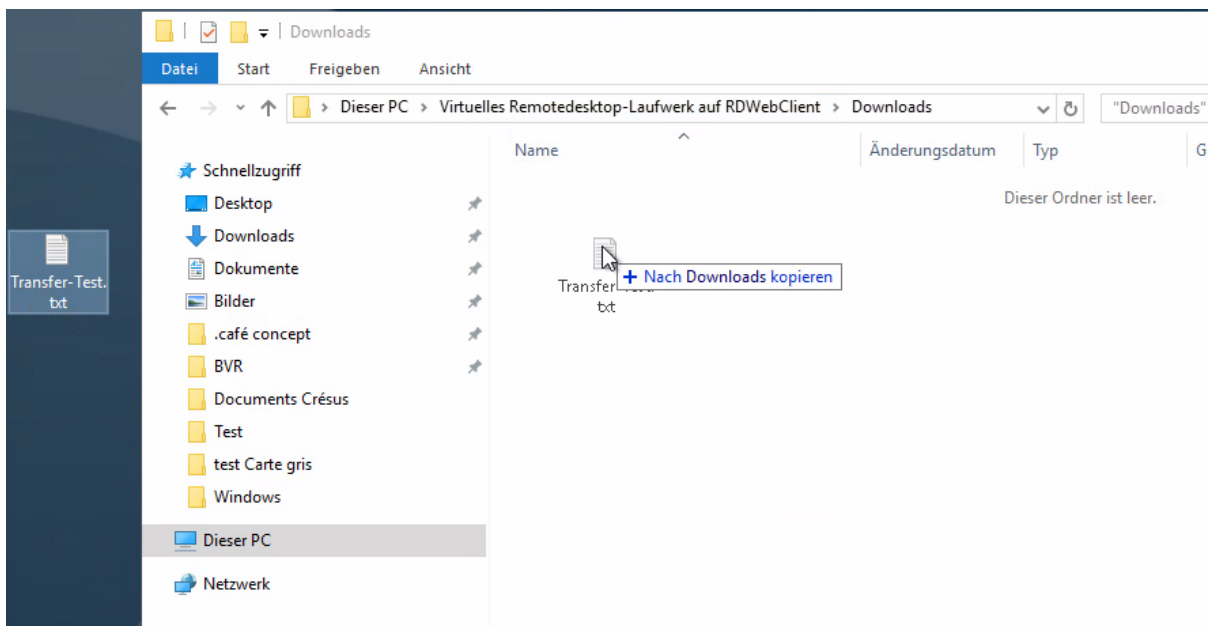 Downloads
Datei Start Freigeben Ansicht
Dieser PC > Virtuelles Remotedesktop-Laufwerk auf RDWebClient > Downloads
"Downloads"
Name Änderungsdatum Typ G
Schnellzugriff
Dieser Ordner ist leer.
Desktop
Downloads
Dokumente
Bilder
.café concept
BVR
Documents Crésus
Test
test Carte gris
Windows
Dieser PC
Netzwerk
Transfer-Test.
txt
+ Nach Downloads kopieren
txt